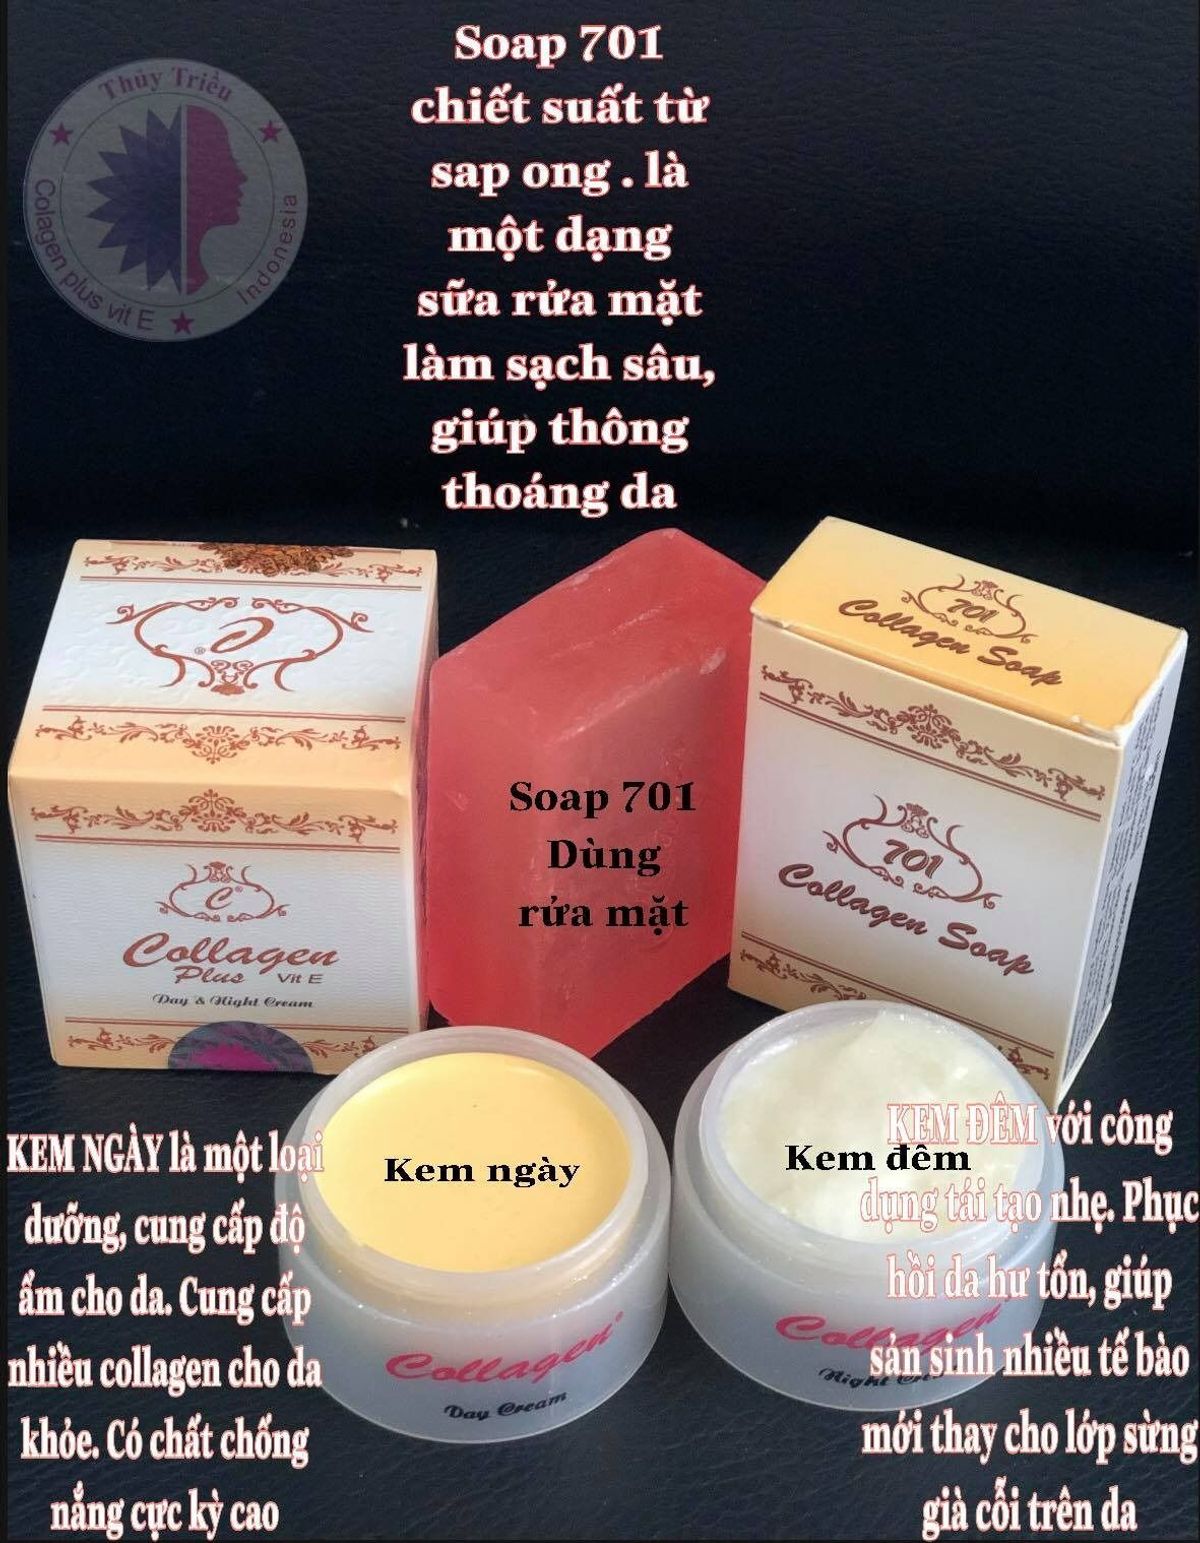 Soap 701
chiết suất từ
sap ong . là
một dạng
sữa rửa mặt
làm sạch sâu,
giúp thông
thoáng da
Thủy Triều
Colagen plus vit E
Indonesia
C®
C®
Collagen
Plus Vit E
Day & Night Cream
Soap 701
Dùng
rửa mặt
701
Collagen Soap
701
Collagen Soap
Kem ngày
Collagen®
Day Cream
Kem đêm
Collagen®
Night
KEM NGÀY là một loại
dưỡng, cung cấp độ
ẩm cho da. Cung cấp
nhiều collagen cho da
khỏe. Có chất chống
nắng cực kỳ cao
KEM ĐÊM với công
dụng tái tạo nhẹ. Phục
hồi da hư tổn, giúp
sản sinh nhiều tế bào
mới thay cho lớp sừng
già cỗi trên da